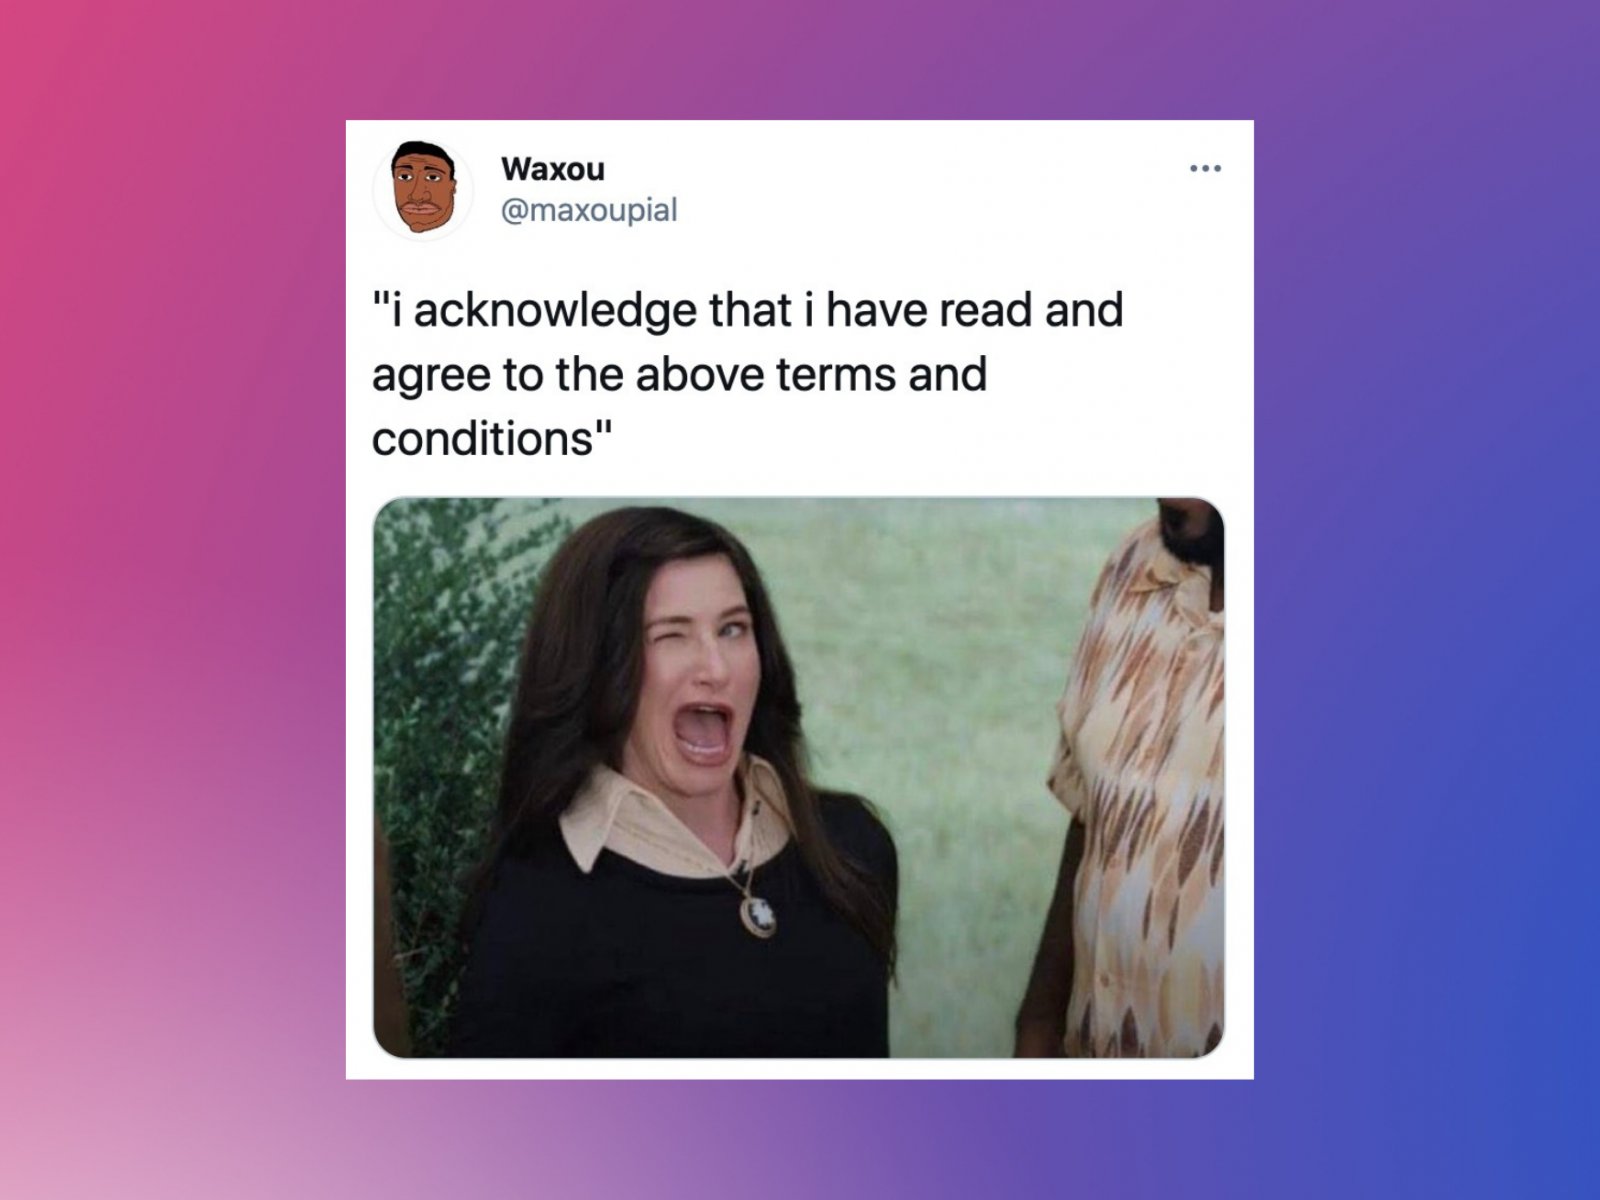 Waxou
@maxoupial
"i acknowledge that i have read and
agree to the above terms and
conditions"